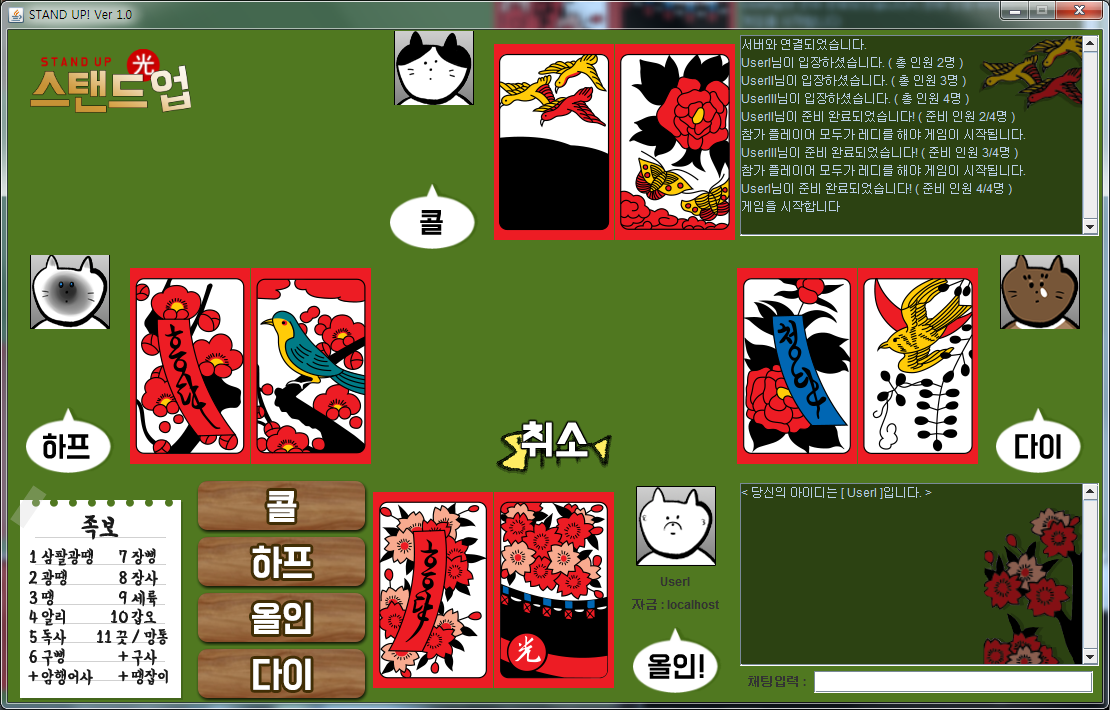 STAND UP! Ver 1.0
STAND UP 光
스탠드업
콜
서버와 연결되었습니다.
UserI님이 입장하셨습니다. ( 총 인원 2명 )
UserII님이 입장하셨습니다. ( 총 인원 3명 )
UserIII님이 입장하셨습니다. ( 총 인원 4명 )
UserII님이 준비 완료되었습니다! ( 준비 인원 2/4명 )
참가 플레이어 모두가 레디를 해야 게임이 시작됩니다.
UserIII님이 준비 완료되었습니다! ( 준비 인원 3/4명 )
참가 플레이어 모두가 레디를 해야 게임이 시작됩니다.
UserI님이 준비 완료되었습니다! ( 준비 인원 4/4명 )
게임을 시작합니다
홍단
하프
청단
다이
취소
족보
1 삼팔광땡 7 장삥
2 광땡 8 장사
3 땡 9 세륙
4 알리 10 갑오
5 독사 11 끗 / 망통
6 구삥 + 구사
+ 암행어사 + 땡잡이
콜
하프
올인
다이
홍단
光
UserI
자금 : localhost
올인!
< 당신의 아이디는 [ UserI ]입니다. >
채팅입력 :